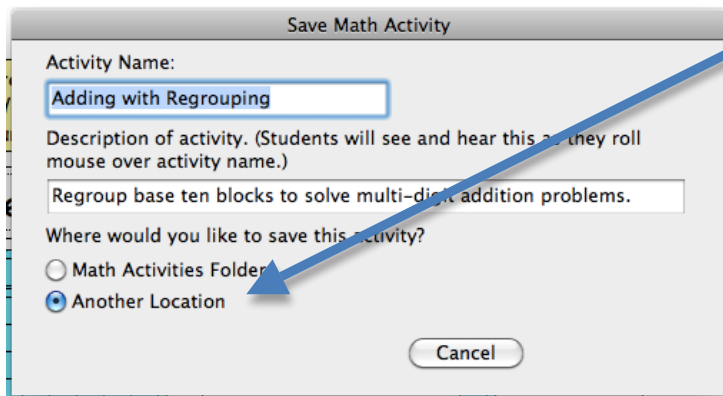 Save Math Activity
Activity Name:
Adding with Regrouping
Description of activity. (Students will see and hear this as they roll
mouse over activity name.)
Regroup base ten blocks to solve multi-digit addition problems.
Where would you like to save this activity?
Math Activities Folder
Another Location
Cancel